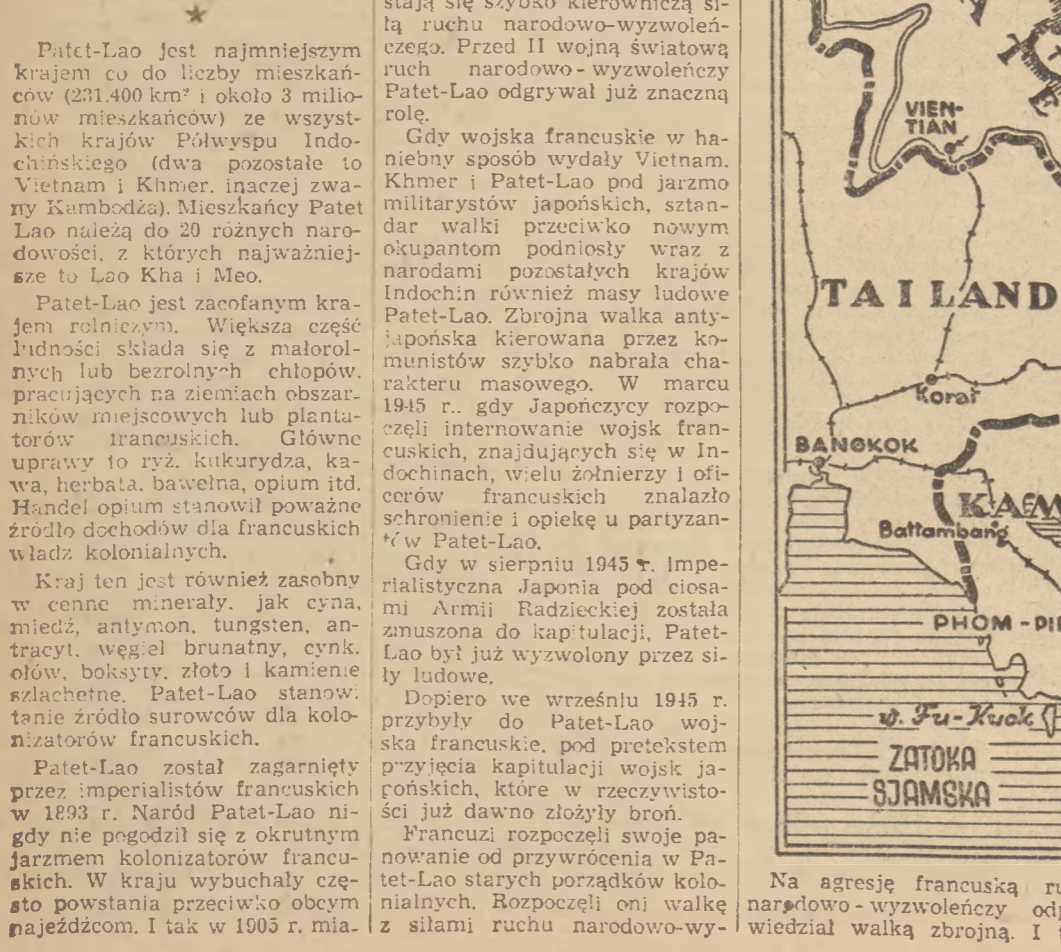 Patet-Lao jest najmniejszym
krajem co do liczby mieszkań-
ców (231.400 km² i około 3 milio-
nów mieszkańców) ze wszyst-
kich krajów Półwyspu Indo-
chińskiego (dwa pozostałe to
Vietnam i Khmer, inaczej zwa-
ny Kambodża). Mieszkańcy Patet
Lao należą do 20 różnych naro-
dowości, z których najważniej-
sze to Lao Kha i Meo.
Patet-Lao jest zacofanym kra-
jem rolniczym. Większa część
ludności składa się z małorol-
nych lub bezrolnych chłopów,
pracujących na ziemiach obszar-
ników miejscowych lub planta-
torów francuskich. Główne
uprawy to ryż, kukurydza, ka-
wa, herbata, bawełna, opium itd.
Handel opium stanowił poważne
źródło dochodów dla francuskich
władz kolonialnych.
Kraj ten jest również zasobny
w cenne minerały, jak cyna,
miedź, antymon, tungsten, an-
tracyt, węgiel brunatny, cynk,
ołów, boksyty, złoto i kamienie
szlachetne. Patet-Lao stanowi
tanie źródło surowców dla kolo-
nizatorów francuskich.
Patet-Lao został zagarnięty
przez imperialistów francuskich
w 1893 r. Naród Patet-Lao ni-
gdy nie pogodził się z okrutnym
jarzmem kolonizatorów francu-
skich. W kraju wybuchały czę-
sto powstania przeciwko obcym
najeźdźcom. I tak w 1905 r. mia-
stają się szybko kierowniczą si-
łą ruchu narodowo-wyzwoleń-
czego. Przed II wojną światową
ruch narodowo-wyzwoleńczy
Patet-Lao odgrywał już znaczną
rolę.
Gdy wojska francuskie w ha-
niebny sposób wydały Vietnam,
Khmer i Patet-Lao pod jarzmo
militarystów japońskich, sztan-
dar walki przeciwko nowym
okupantom podniosły wraz z
narodami pozostałych krajów
Indochin również masy ludowe
Patet-Lao. Zbrojna walka anty-
japońska kierowana przez ko-
munistów szybko nabrała cha-
rakteru masowego. W marcu
1945 r., gdy Japończycy rozpo-
częli internowanie wojsk fran-
cuskich, znajdujących się w In-
dochinach, wielu żołnierzy i ofi-
cerów francuskich znalazło
schronienie i opiekę u partyzan-
tów Patet-Lao.
Gdy w sierpniu 1945 r. impe-
rialistyczna Japonia pod ciosa-
mi Armii Radzieckiej została
zmuszona do kapitulacji, Patet-
Lao był już wyzwolony przez si-
ły ludowe.
Dopiero we wrześniu 1945 r.
przybyły do Patet-Lao woj-
ska francuskie, pod pretekstem
przyjęcia kapitulacji wojsk ja-
pońskich, które w rzeczywisto-
ści już dawno złożyły broń.
Francuzi rozpoczęli swoje pa-
nowanie od przywrócenia w Pa-
tet-Lao starych porządków kolo-
nialnych. Rozpoczęli oni walkę
z siłami ruchu narodowo-wy-
VIEN-
TIAN
TAILAND
Korat
BANGKOK
KAM
Battambang
PHOM-PI
w. Fu-Kuok
ZATOKA
SJAMSKA
Na agresję francuską ru
narodowo-wyzwoleńczy odp
wiedział walką zbrojną. I